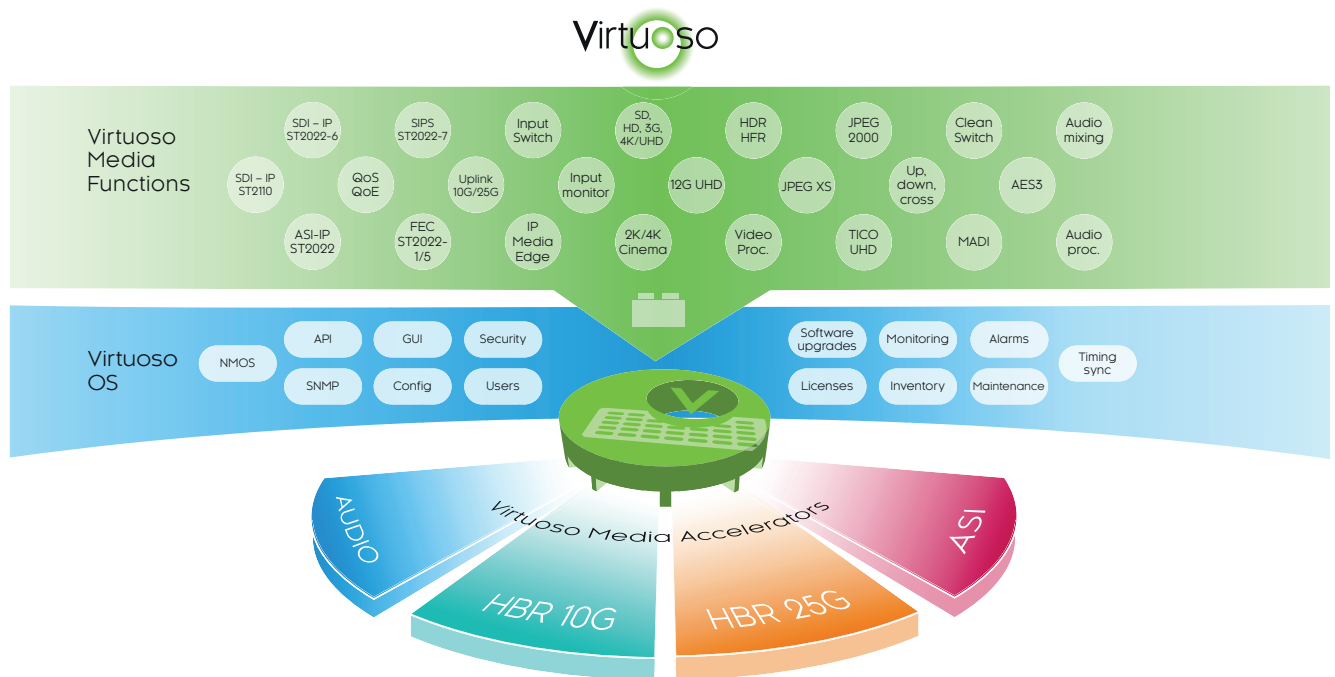 Virtuoso
Virtuoso
Media
Functions
SDI – IP
ST2022-6
SIPS
ST2022-7
Input
Switch
SD,
HD, 3G,
4K/UHD
HDR
HFR
JPEG
2000
Clean
Switch
Audio
mixing
SDI – IP
ST2110
QoS
QoE
Uplink
10G/25G
Input
monitor
12G UHD
JPEG XS
Up,
down,
cross
AES3
ASI-IP
ST2022
FEC
ST2022-
1/5
IP
Media
Edge
2K/4K
Cinema
Video
Proc.
TICO
UHD
MADI
Audio
proc.
Virtuoso
OS
NMOS
API
GUI
Security
SNMP
Config
Users
Software
upgrades
Monitoring
Alarms
Licenses
Inventory
Maintenance
Timing
sync
V
Virtuoso Media Accelerators
AUDIO
HBR 10G
HBR 25G
ASI